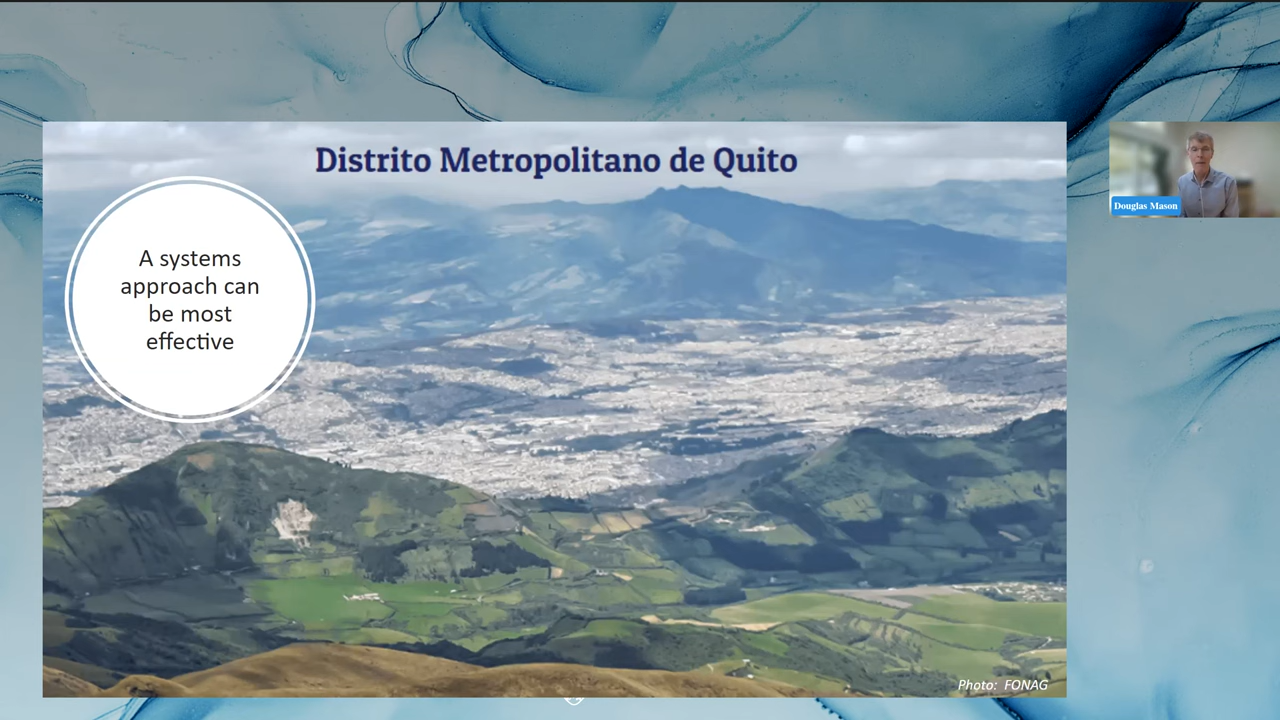 Distrito Metropolitano de Quito
A systems
approach can
be most
effective
Douglas Mason
Photo: FONAG